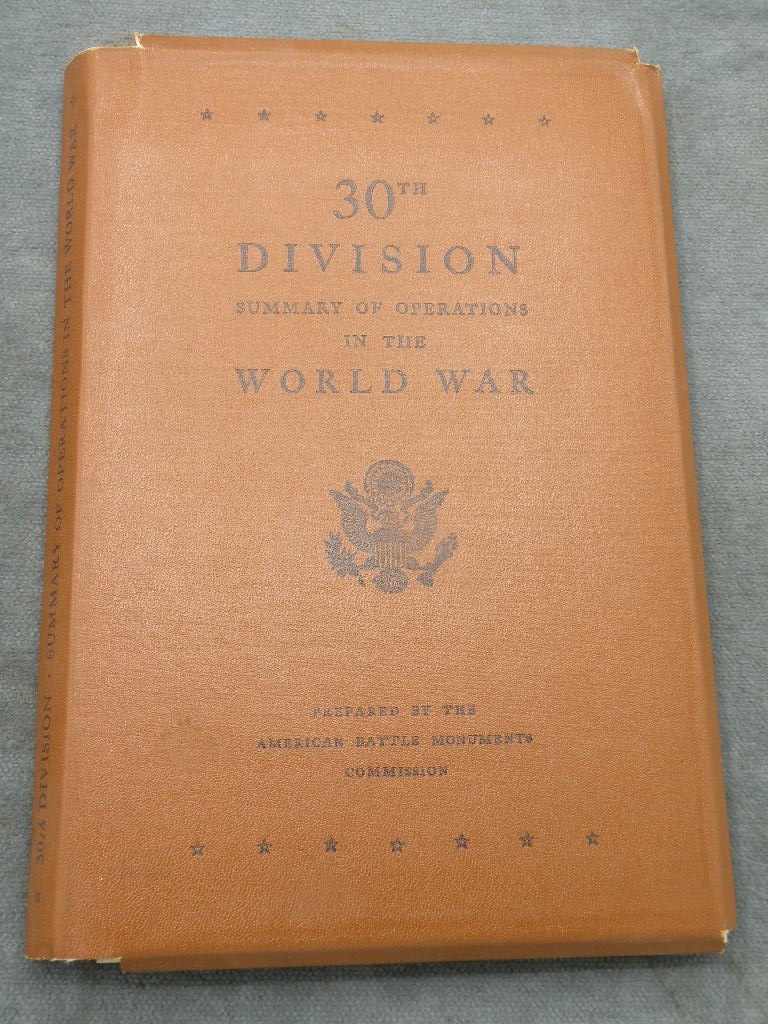 30TH
DIVISION
SUMMARY OF OPERATIONS
IN THE
WORLD WAR
PREPARED BY THE
AMERICAN BATTLE MONUMENTS
COMMISSION
30th DIVISION · SUMMARY OF OPERATIONS IN THE WORLD WAR